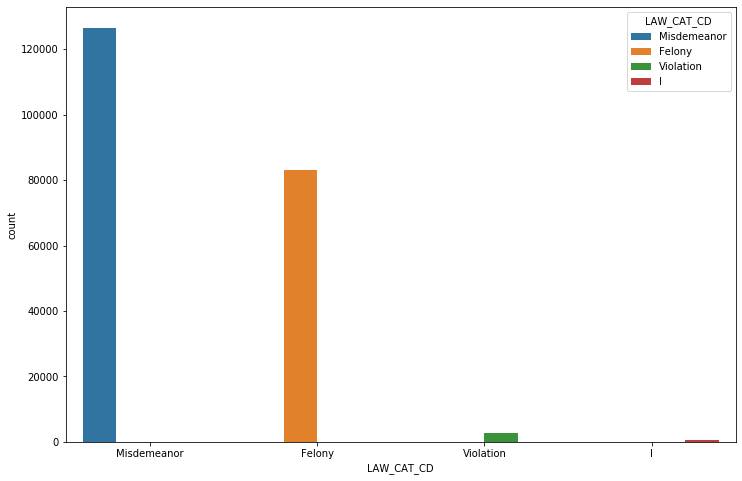 LAW_CAT_CD
Misdemeanor
Felony
Violation
I
count
120000
100000
80000
60000
40000
20000
0
Misdemeanor Felony Violation I
LAW_CAT_CD